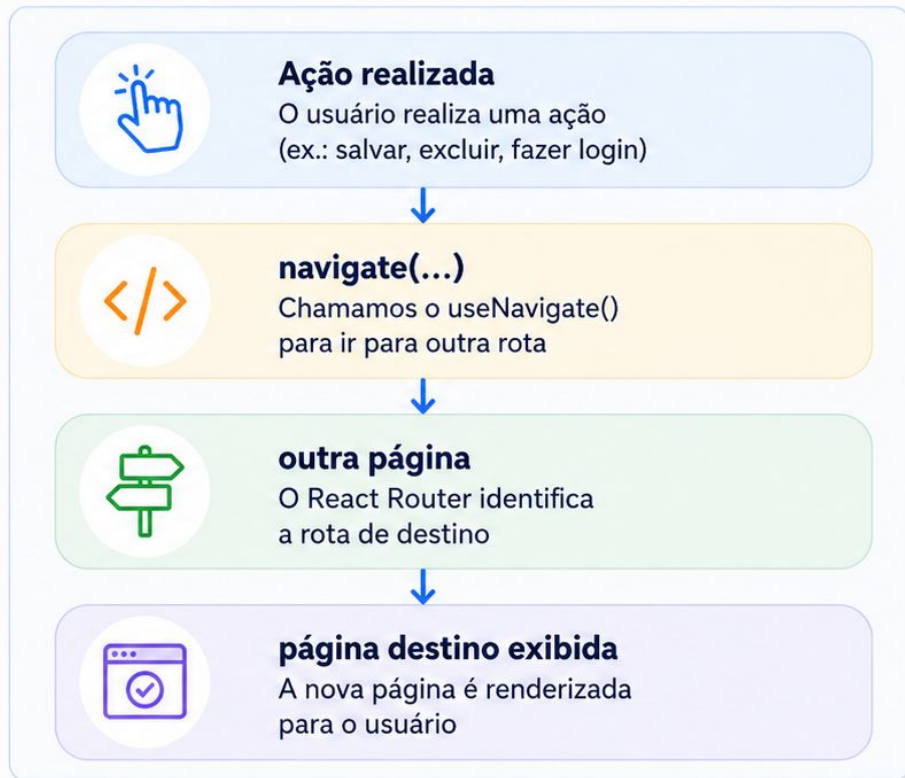 Ação realizada
O usuário realiza uma ação
(ex.: salvar, excluir, fazer login)
navigate(...)
Chamamos o useNavigate()
para ir para outra rota
outra página
O React Router identifica
a rota de destino
página destino exibida
A nova página é renderizada
para o usuário